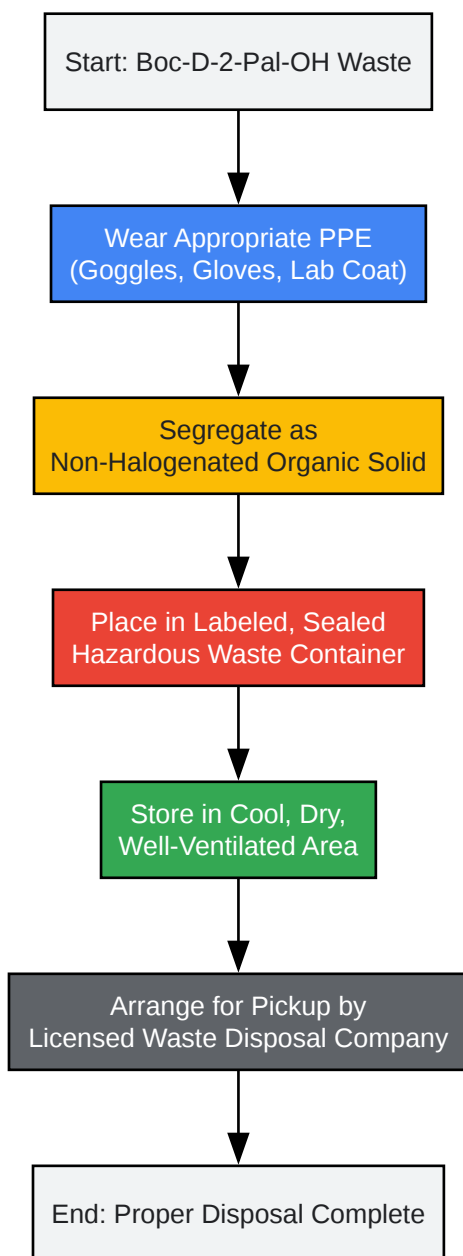 Start: Boc-D-2-Pal-OH Waste
Wear Appropriate PPE
(Goggles, Gloves, Lab Coat)
Segregate as
Non-Halogenated Organic Solid
Place in Labeled, Sealed
Hazardous Waste Container
Store in Cool, Dry,
Well-Ventilated Area
Arrange for Pickup by
Licensed Waste Disposal Company
End: Proper Disposal Complete